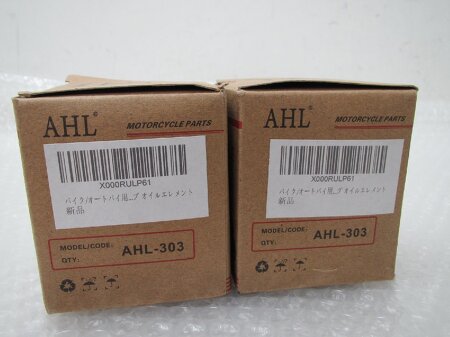 AHL©
MOTORCYCLE PARTS
X000RULP61
バイク/オートバイ用...プ オイルエレメント
新品
MODEL/CODE:
QTY:
AHL-303
AHL©
MOTORCYCLE PARTS
X000RULP61
バイク/オートバイ用...プ オイルエレメント
新品
MODEL/CODE:
QTY:
AHL-303